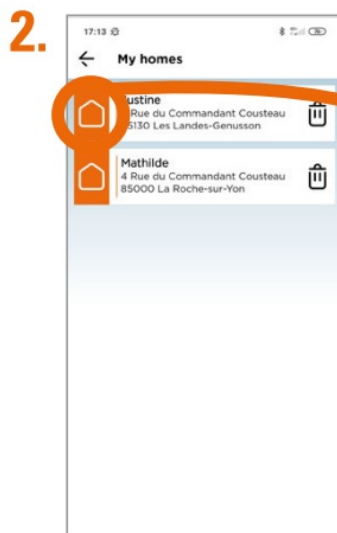 2.
17:13
My homes
ustine
Rue du Commandant Cousteau
5130 Les Landes-Genusson
Mathilde
4 Rue du Commandant Cousteau
85000 La Roche-sur-Yon